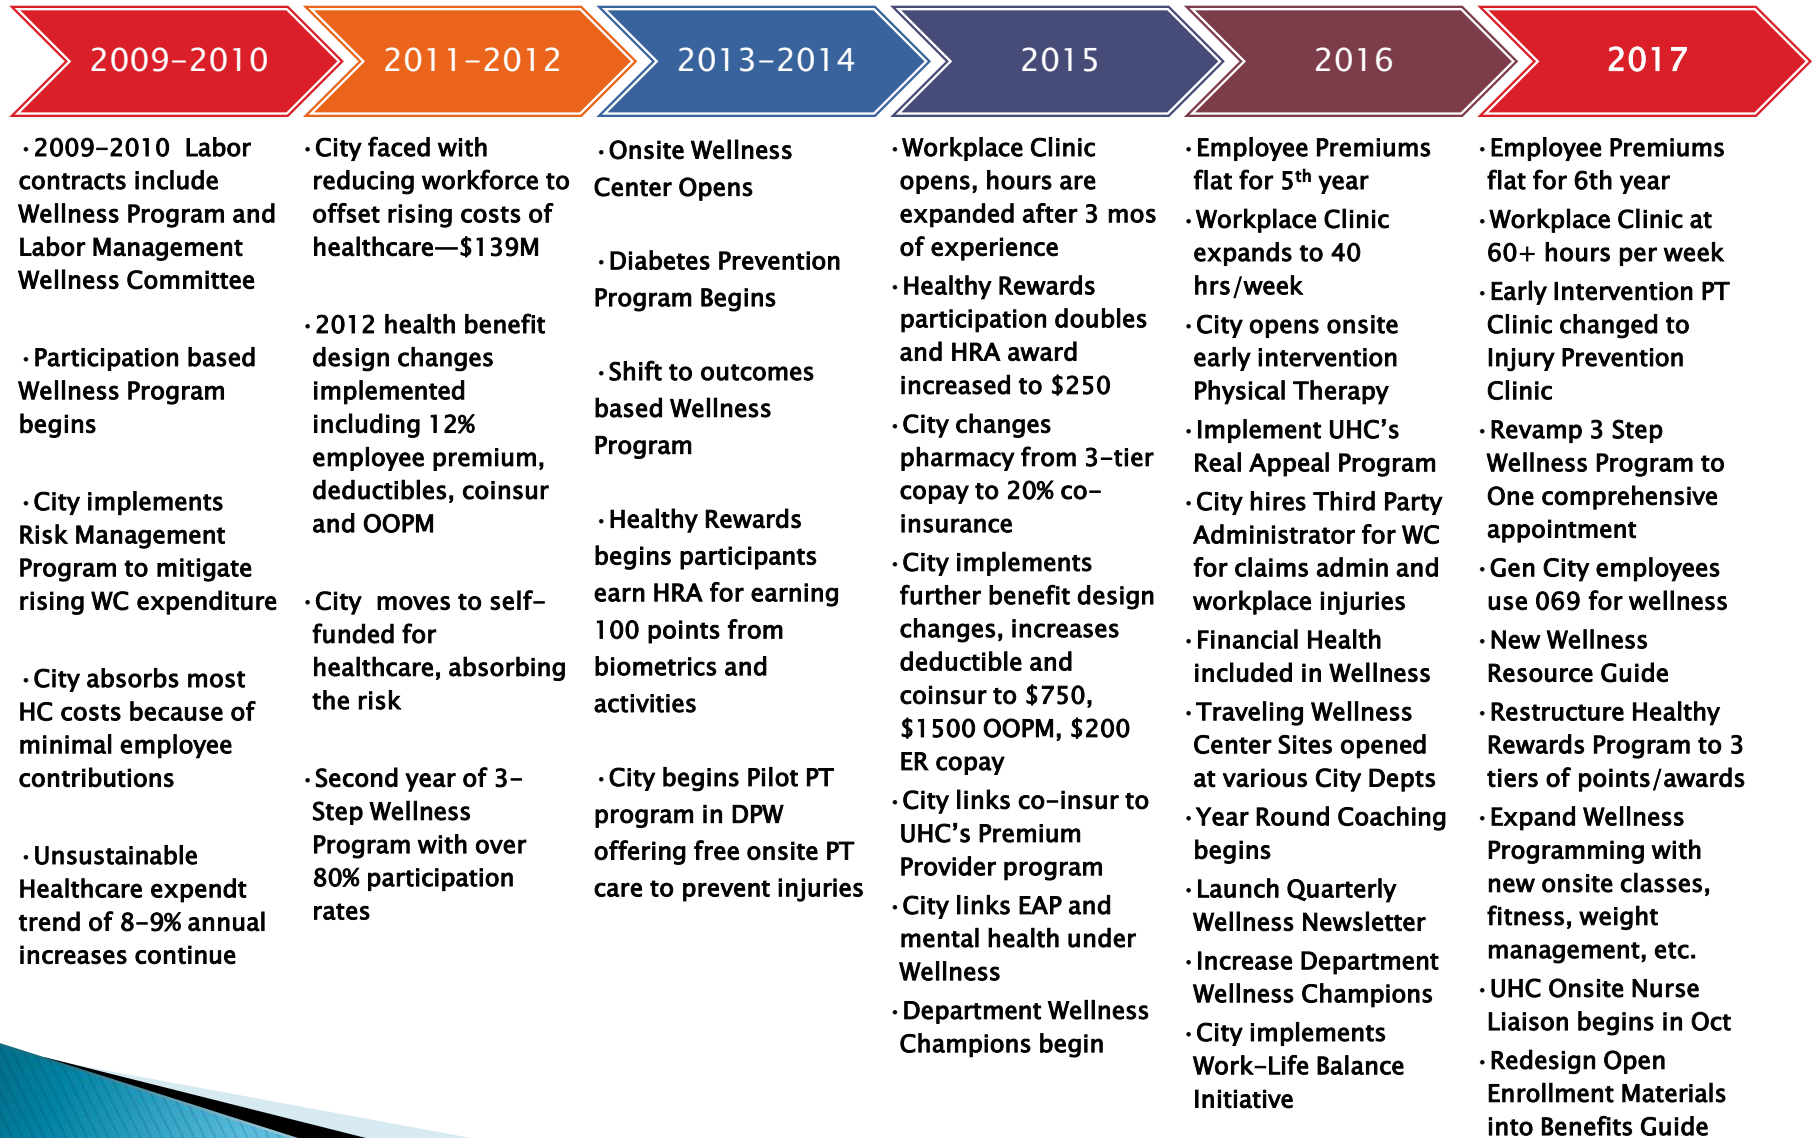 2009-2010
2011-2012
2013-2014
2015
2016
2017
•2009-2010 Labor
contracts include
Wellness Program and
Labor Management
Wellness Committee
•Participation based
Wellness Program
begins
•City implements
Risk Management
Program to mitigate
rising WC expenditure
•City absorbs most
HC costs because of
minimal employee
contributions
•Unsustainable
Healthcare expendt
trend of 8-9% annual
increases continue
•City faced with
reducing workforce to
offset rising costs of
healthcare—$139M
•2012 health benefit
design changes
implemented
including 12%
employee premium,
deductibles, coinsur
and OOPM
•City moves to self-
funded for
healthcare, absorbing
the risk
•Second year of 3-
Step Wellness
Program with over
80% participation
rates
•Onsite Wellness
Center Opens
•Diabetes Prevention
Program Begins
•Shift to outcomes
based Wellness
Program
•Healthy Rewards
begins participants
earn HRA for earning
100 points from
biometrics and
activities
•City begins Pilot PT
program in DPW
offering free onsite PT
care to prevent injuries
•Workplace Clinic
opens, hours are
expanded after 3 mos
of experience
•Healthy Rewards
participation doubles
and HRA award
increased to $250
•City changes
pharmacy from 3-tier
copay to 20% co-
insurance
•City implements
further benefit design
changes, increases
deductible and
coinsur to $750,
$1500 OOPM, $200
ER copay
•City links co-insur to
UHC's Premium
Provider program
•City links EAP and
mental health under
Wellness
•Department Wellness
Champions begin
•Employee Premiums
flat for 5th year
•Workplace Clinic
expands to 40
hrs/week
•City opens onsite
early intervention
Physical Therapy
•Implement UHC's
Real Appeal Program
•City hires Third Party
Administrator for WC
for claims admin and
workplace injuries
•Financial Health
included in Wellness
•Traveling Wellness
Center Sites opened
at various City Depts
•Year Round Coaching
begins
•Launch Quarterly
Wellness Newsletter
•Increase Department
Wellness Champions
•City implements
Work-Life Balance
Initiative
•Employee Premiums
flat for 6th year
•Workplace Clinic at
60+ hours per week
•Early Intervention PT
Clinic changed to
Injury Prevention
Clinic
•Revamp 3 Step
Wellness Program to
One comprehensive
appointment
•Gen City employees
use 069 for wellness
•New Wellness
Resource Guide
•Restructure Healthy
Rewards Program to 3
tiers of points/awards
•Expand Wellness
Programming with
new onsite classes,
fitness, weight
management, etc.
•UHC Onsite Nurse
Liaison begins in Oct
•Redesign Open
Enrollment Materials
into Benefits Guide